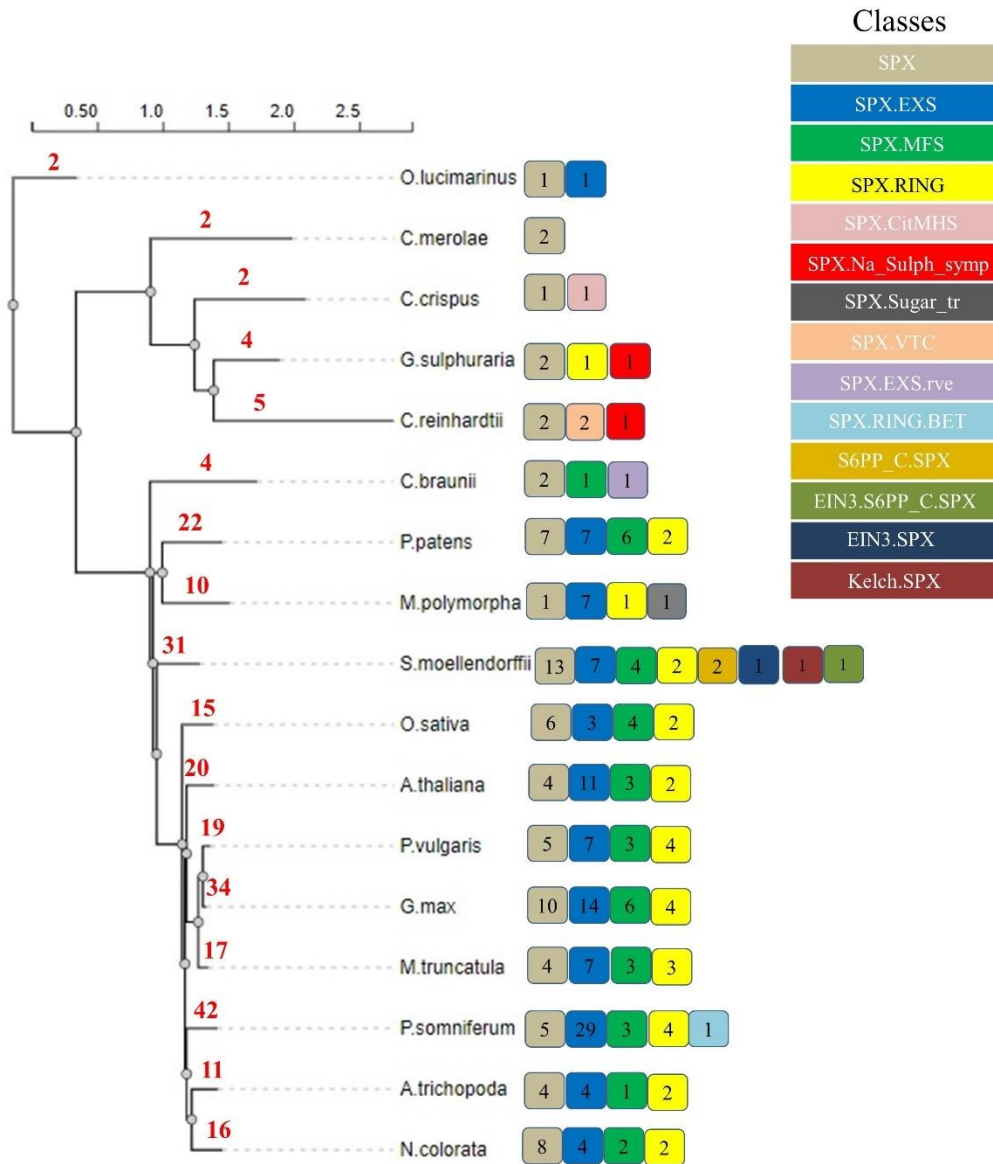 Classes
SPX
SPX.EXS
SPX.MFS
SPX.RING
SPX.CitMHS
SPX.Na_Sulph_symp
SPX.Sugar_tr
SPX.VTC
SPX.EXS.rve
SPX.RING.BET
S6PP_C.SPX
EIN3.S6PP_C.SPX
EIN3.SPX
Kelch.SPX
0.50 1.0 1.5 2.0 2.5
2 O.lucimarinus 1 1
2 C.merolae 2
2 C.crispus 1 1
4 G.sulphuraria 2 1 1
5 C.reinhardtii 2 2 1
4 C.braunii 2 1 1
22 P.patens 7 7 6 2
10 M.polymorpha 1 7 1 1
31 S.moellendorffii 13 7 4 2 2 1 1 1
15 O.sativa 6 3 4 2
20 A.thaliana 4 11 3 2
19 P.vulgaris 5 7 3 4
34 G.max 10 14 6 4
17 M.truncatula 4 7 3 3
42 P.somniferum 5 29 3 4 1
11 A.trichopoda 4 4 1 2
16 N.colorata 8 4 2 2